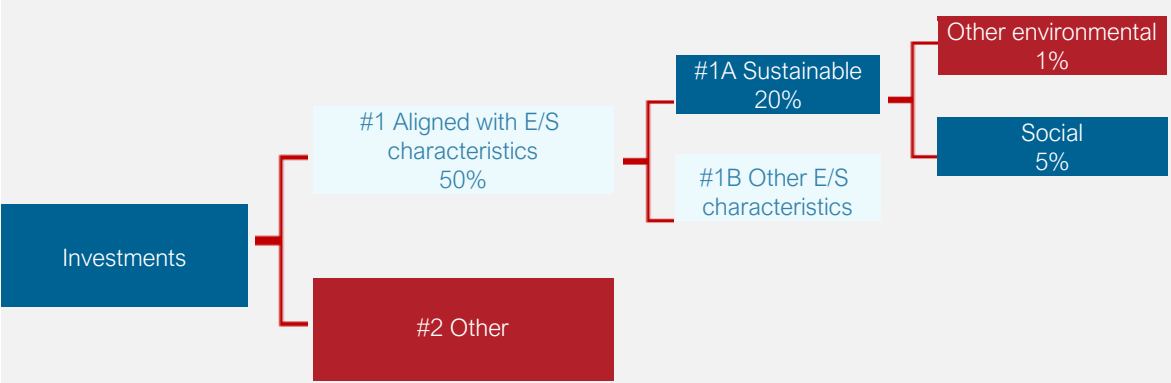 Other environmental
1%
#1A Sustainable
20%
#1 Aligned with E/S
characteristics
50%
Social
5%
#1B Other E/S
characteristics
Investments
#2 Other